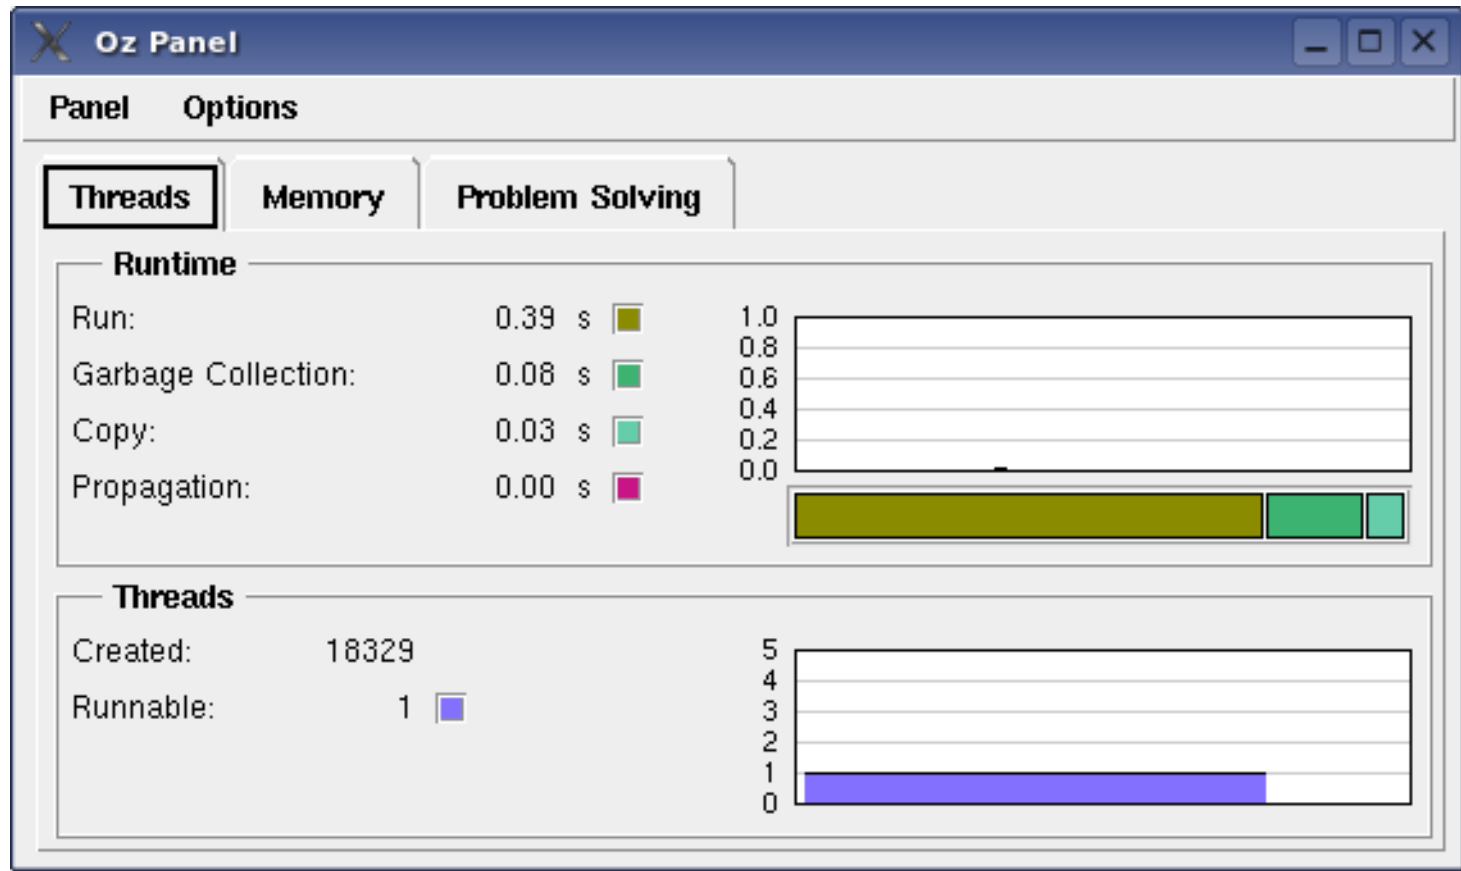 Oz Panel
Panel Options
Threads Memory Problem Solving
Runtime
Run: 0.39 s
Garbage Collection: 0.08 s
Copy: 0.03 s
Propagation: 0.00 s
1.0
0.8
0.6
0.4
0.2
0.0
Threads
Created: 18329
Runnable: 1
5
4
3
2
1
0